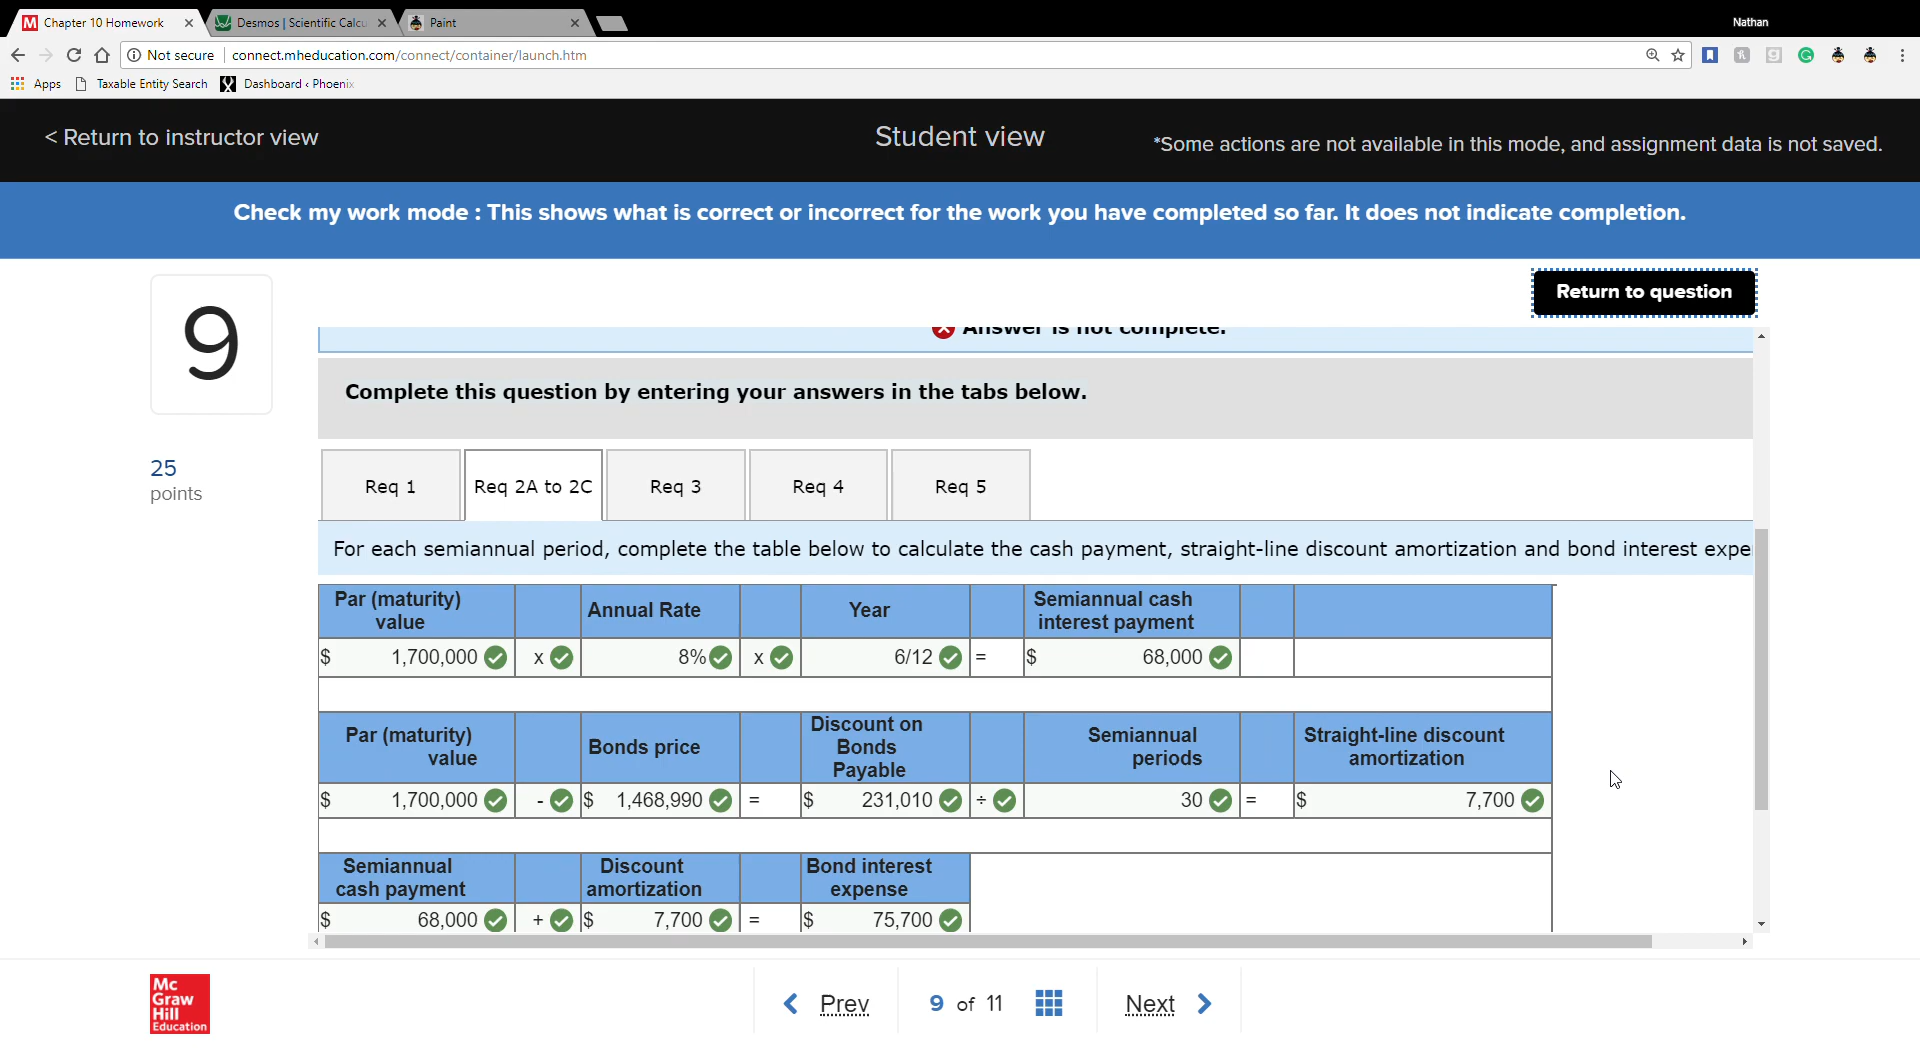 Chapter 10 Homework
Desmos | Scientific Calcu
Paint
Nathan
Not secure
connect.mheducation.com/connect/container/launch.htm
Apps
Taxable Entity Search
Dashboard ‹ Phoenix
< Return to instructor view
Student view
*Some actions are not available in this mode, and assignment data is not saved.
Check my work mode : This shows what is correct or incorrect for the work you have completed so far. It does not indicate completion.
9
Return to question
Answer is not complete.
Complete this question by entering your answers in the tabs below.
25
points
Req 1
Req 2A to 2C
Req 3
Req 4
Req 5
For each semiannual period, complete the table below to calculate the cash payment, straight-line discount amortization and bond interest expe
Par (maturity) value
Annual Rate
Year
Semiannual cash interest payment
$ 1,700,000 x 8% x 6/12 = $ 68,000
Par (maturity) value
Bonds price
Discount on Bonds Payable
Semiannual periods
Straight-line discount amortization
$ 1,700,000 - $ 1,468,990 = $ 231,010 ÷ 30 = $ 7,700
Semiannual cash payment
Discount amortization
Bond interest expense
$ 68,000 + $ 7,700 = $ 75,700
Mc
Graw
Hill
Education
Prev
9 of 11
Next